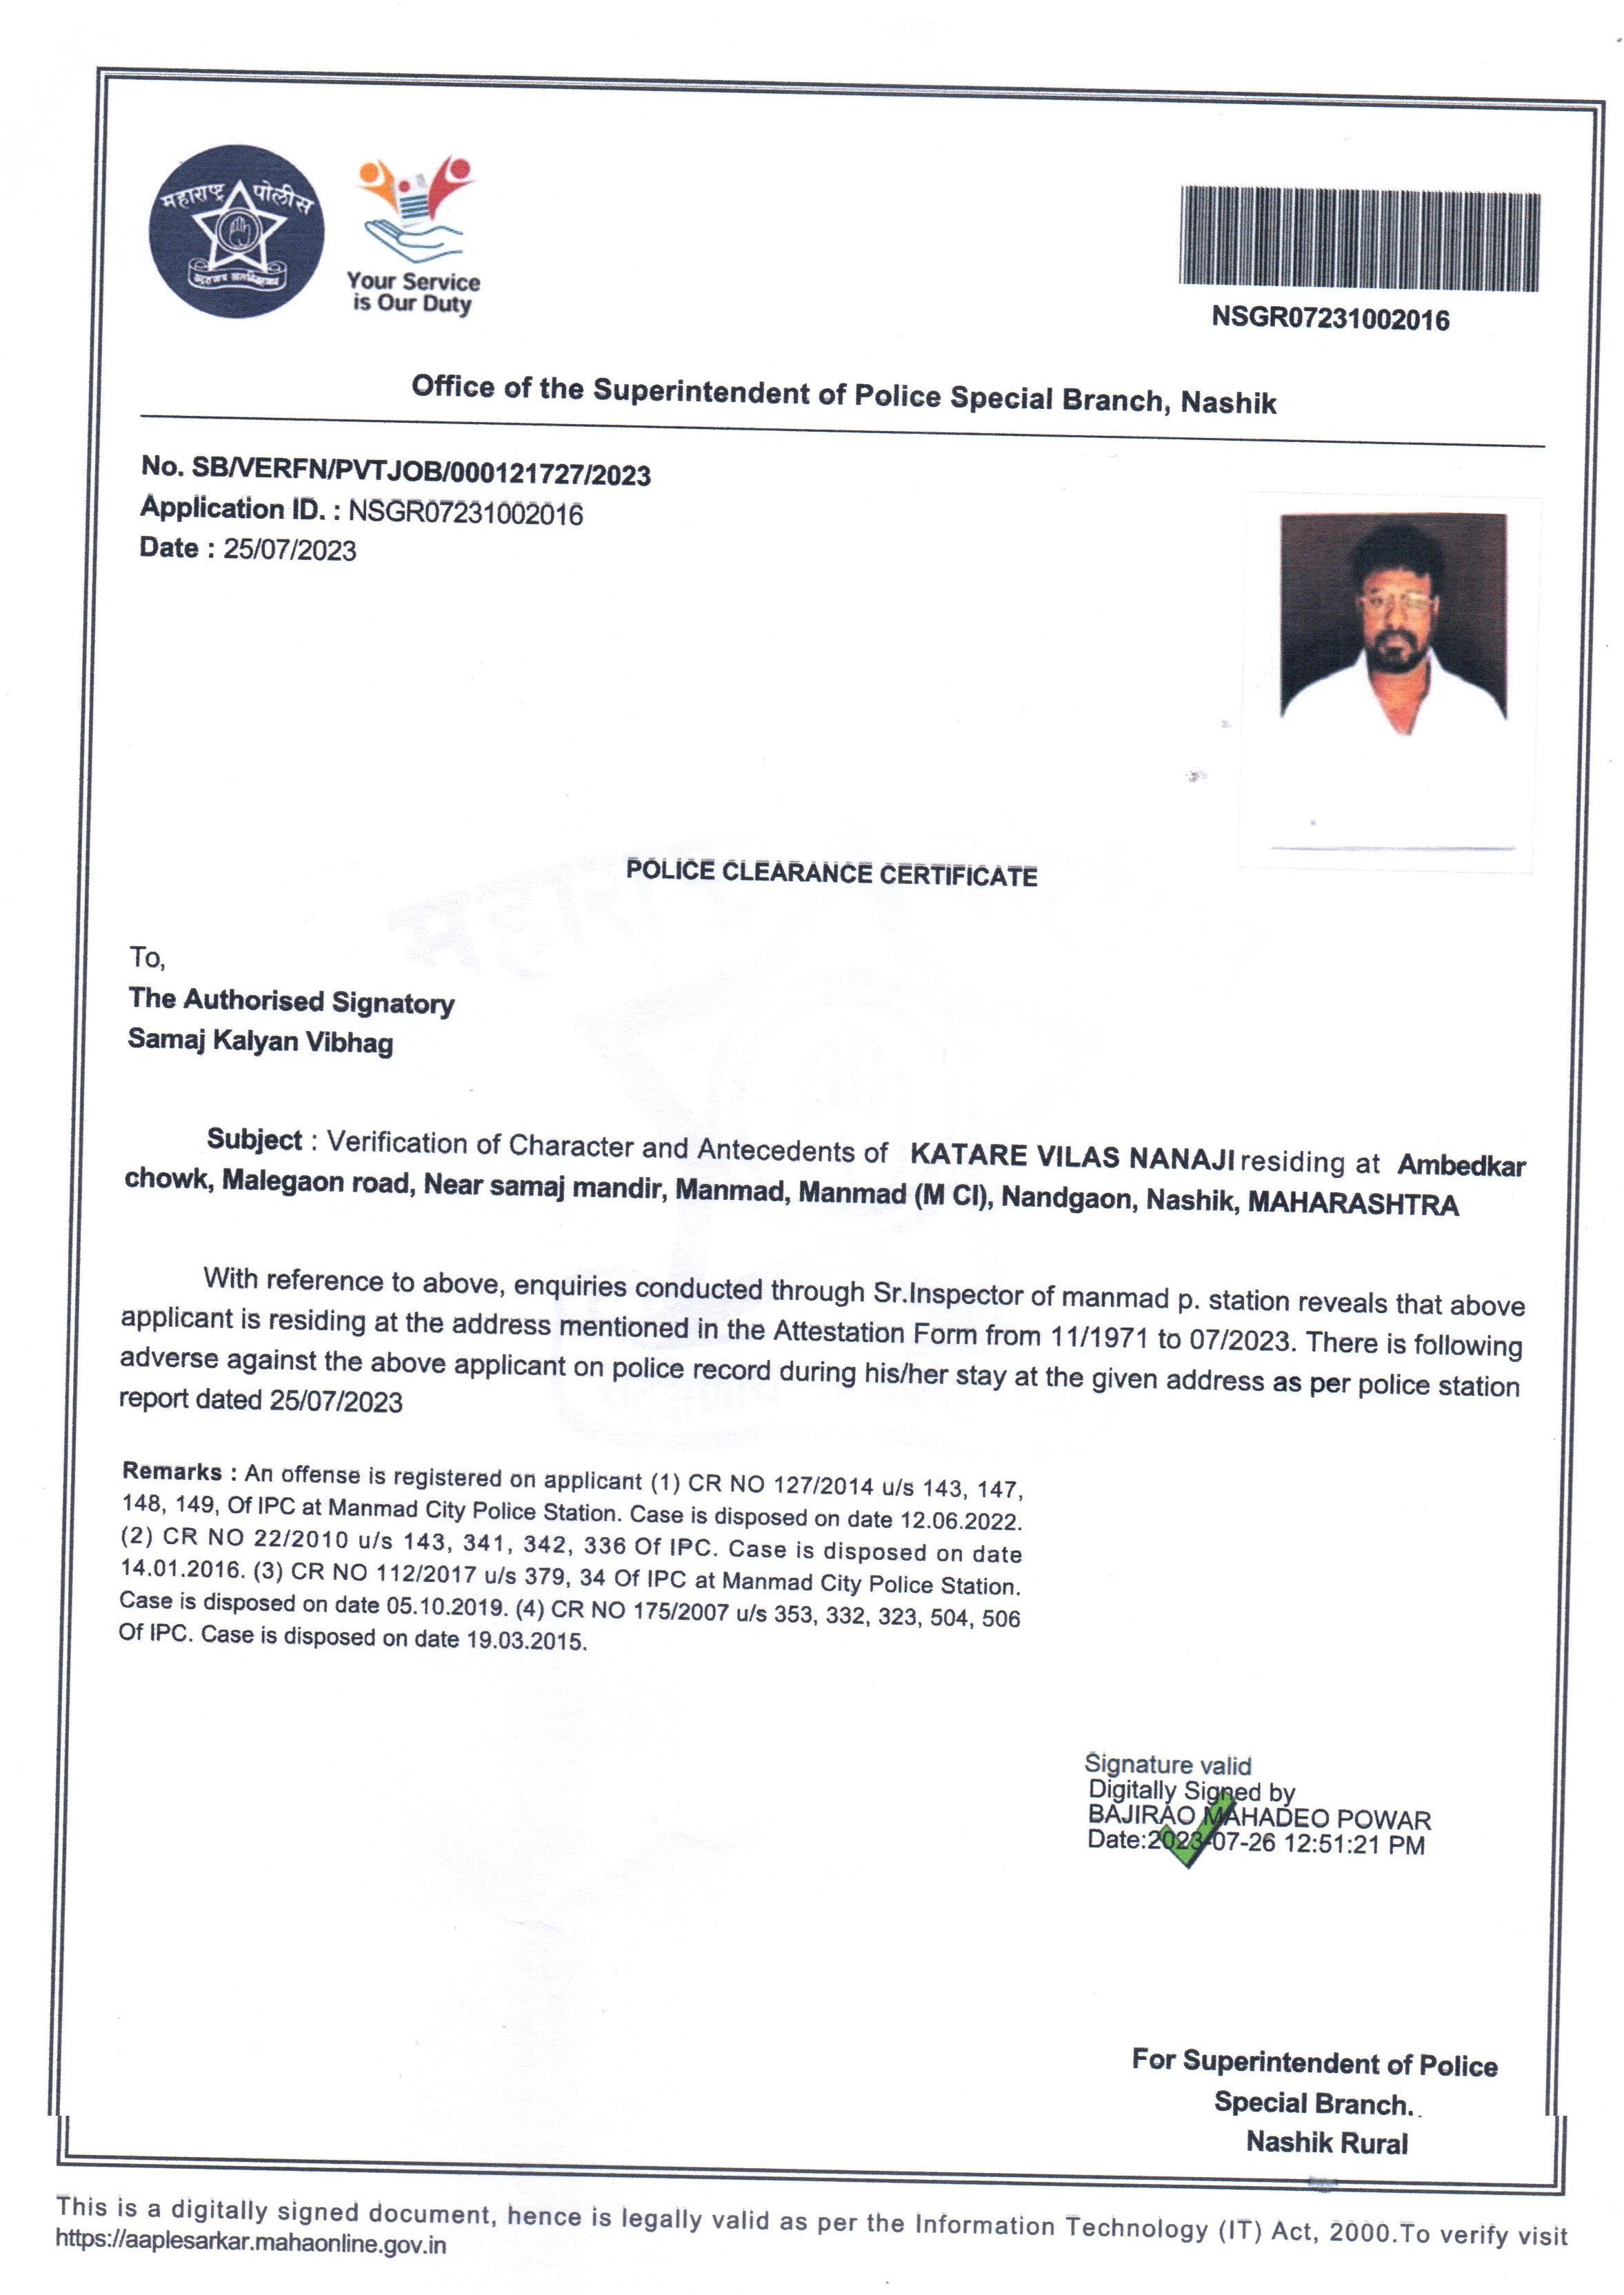 महाराष्ट्र पोलीस
Your Service
is Our Duty
NSGR07231002016
Office of the Superintendent of Police Special Branch, Nashik
No. SB/VERFN/PVTJOB/000121727/2023
Application ID. : NSGR07231002016
Date : 25/07/2023
POLICE CLEARANCE CERTIFICATE
To,
The Authorised Signatory
Samaj Kalyan Vibhag
Subject : Verification of Character and Antecedents of KATARE VILAS NANAJI residing at Ambedkar
chowk, Malegaon road, Near samaj mandir, Manmad, Manmad (M Cl), Nandgaon, Nashik, MAHARASHTRA
With reference to above, enquiries conducted through Sr.Inspector of manmad p. station reveals that above
applicant is residing at the address mentioned in the Attestation Form from 11/1971 to 07/2023. There is following
adverse against the above applicant on police record during his/her stay at the given address as per police station
report dated 25/07/2023
Remarks : An offense is registered on applicant (1) CR NO 127/2014 u/s 143, 147,
148, 149, Of IPC at Manmad City Police Station. Case is disposed on date 12.06.2022.
(2) CR NO 22/2010 u/s 143, 341, 342, 336 Of IPC. Case is disposed on date
14.01.2016. (3) CR NO 112/2017 u/s 379, 34 Of IPC at Manmad City Police Station.
Case is disposed on date 05.10.2019. (4) CR NO 175/2007 u/s 353, 332, 323, 504, 506
Of IPC. Case is disposed on date 19.03.2015.
Signature valid
Digitally Signed by
BAJIRAO MAHADEO POWAR
Date:2023-07-26 12:51:21 PM
For Superintendent of Police
Special Branch.
Nashik Rural
This is a digitally signed document, hence is legally valid as per the Information Technology (IT) Act, 2000.To verify visit
https://aaplesarkar.mahaonline.gov.in